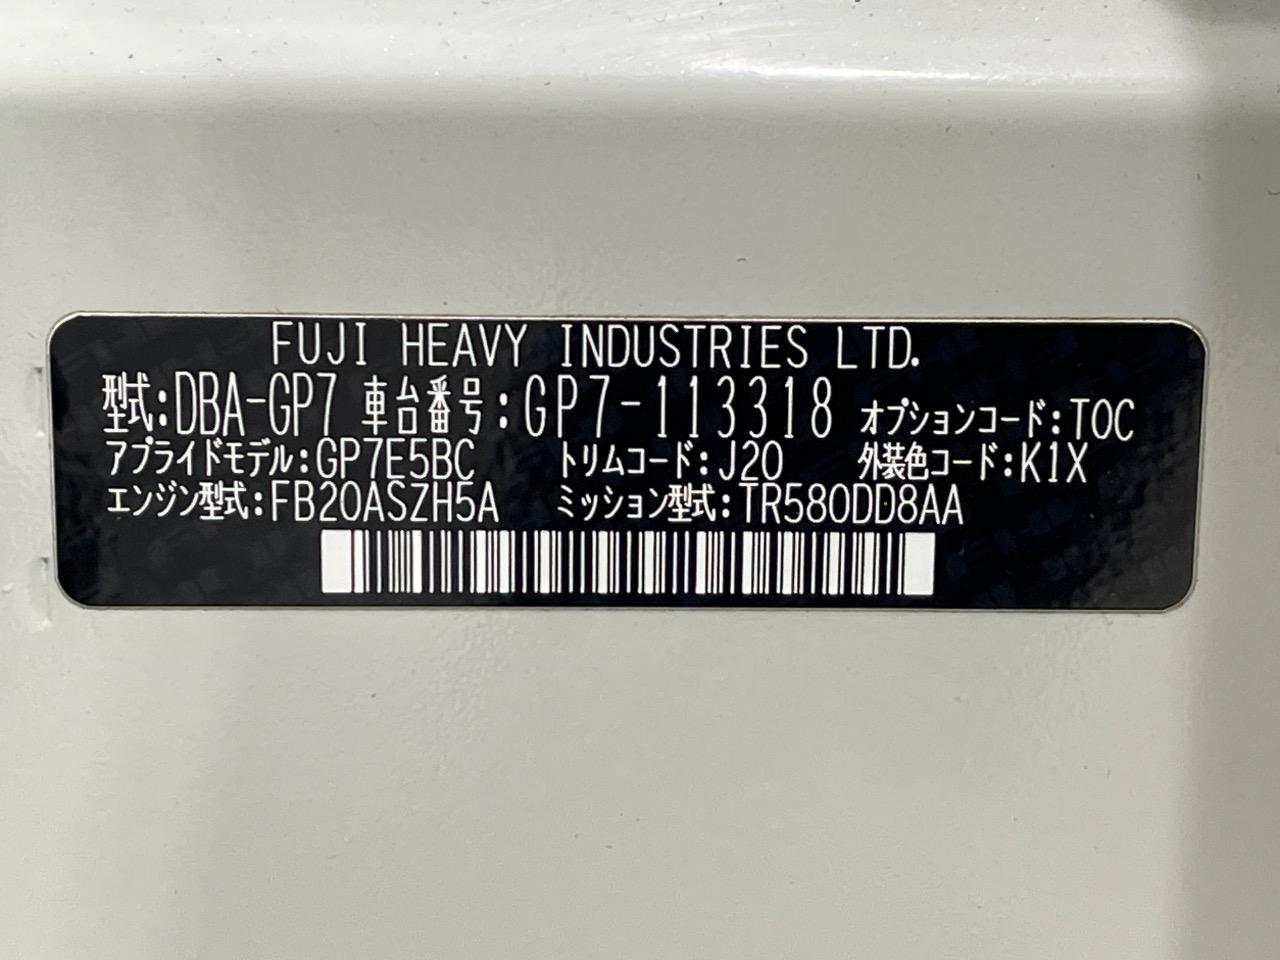 FUJI HEAVY INDUSTRIES LTD.
型式:DBA-GP7 車台番号:GP7-113318 オプションコード:TOC
アプライドモデル:GP7E5BC トリムコード:J20 外装色コード:K1X
エンジン型式:FB20ASZH5A ミッション型式:TR580DD8AA